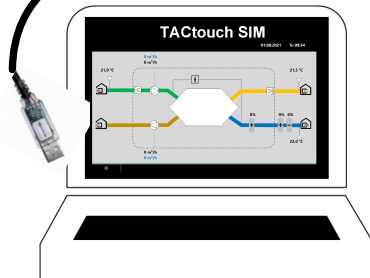 TACtouch SIM
01.06.2021 Tu 09:54
0 m³/h
0 m³/h
21,0 °C
21,5 °C
0%
0% 0%
0 m³/h
0 m³/h
22,0 °C